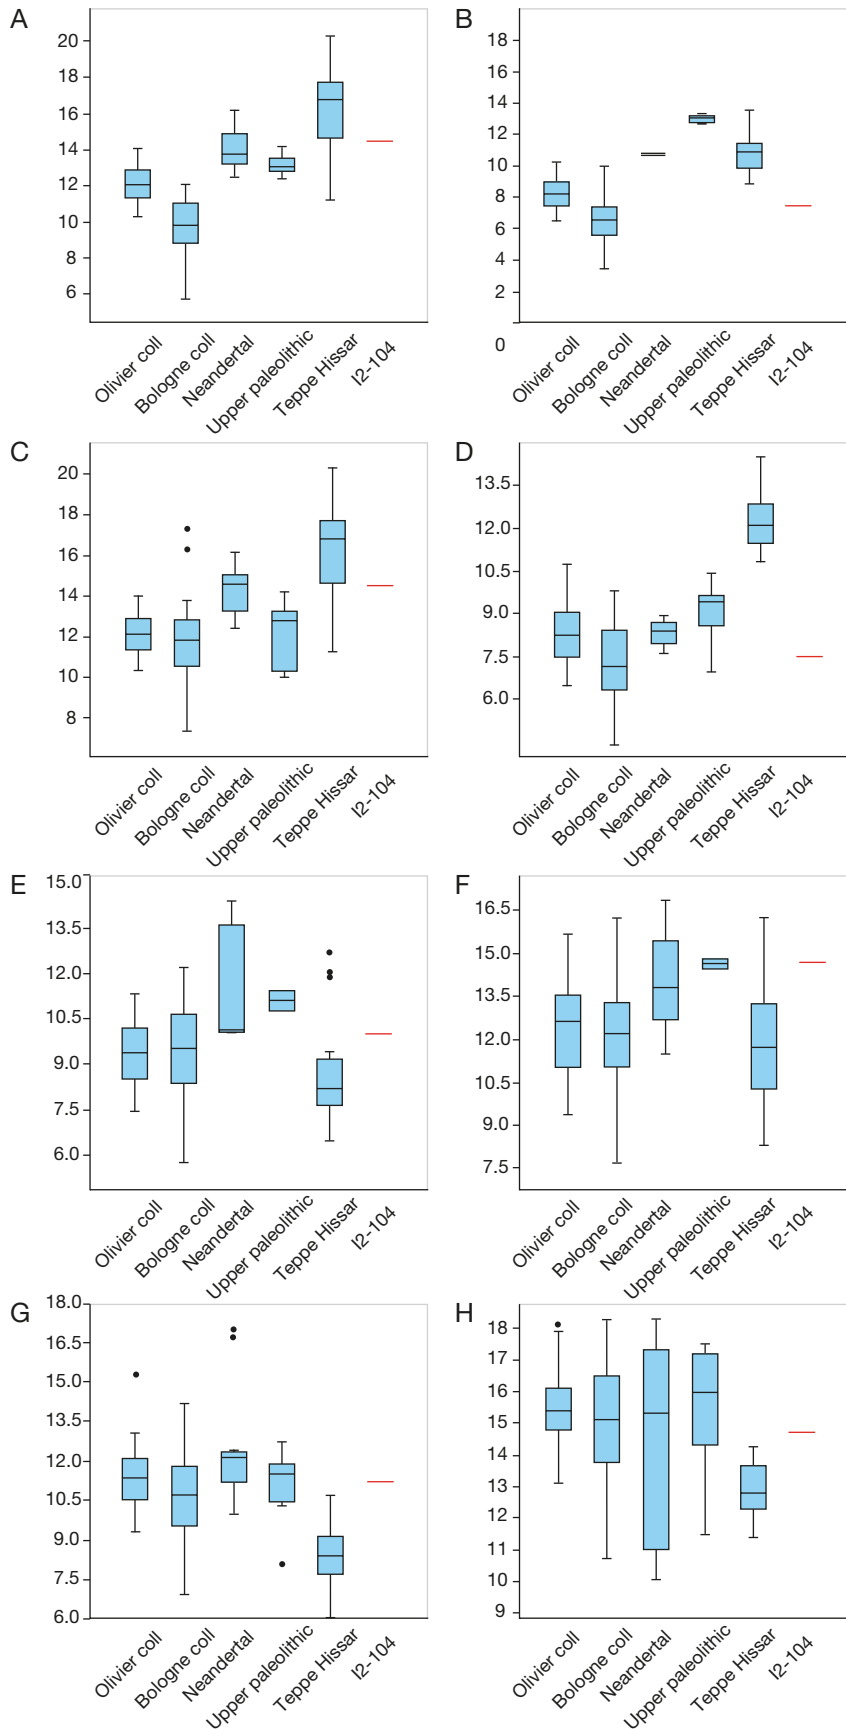 A
20
18
16
14
12
10
8
6
Olivier coll
Bologne coll
Neandertal
Upper paleolithic
Teppe Hissar
I2-104
B
18
16
14
12
10
8
6
4
2
0
Olivier coll
Bologne coll
Neandertal
Upper paleolithic
Teppe Hissar
I2-104
C
20
18
16
14
12
10
8
Olivier coll
Bologne coll
Neandertal
Upper paleolithic
Teppe Hissar
I2-104
D
13.5
12.0
10.5
9.0
7.5
6.0
Olivier coll
Bologne coll
Neandertal
Upper paleolithic
Teppe Hissar
I2-104
E
15.0
13.5
12.0
10.5
9.0
7.5
6.0
Olivier coll
Bologne coll
Neandertal
Upper paleolithic
Teppe Hissar
I2-104
F
16.5
15.0
13.5
12.0
10.5
9.0
7.5
Olivier coll
Bologne coll
Neandertal
Upper paleolithic
Teppe Hissar
I2-104
G
18.0
16.5
15.0
13.5
12.0
10.5
9.0
7.5
6.0
Olivier coll
Bologne coll
Neandertal
Upper paleolithic
Teppe Hissar
I2-104
H
18
17
16
15
14
13
12
11
10
9
Olivier coll
Bologne coll
Neandertal
Upper paleolithic
Teppe Hissar
I2-104